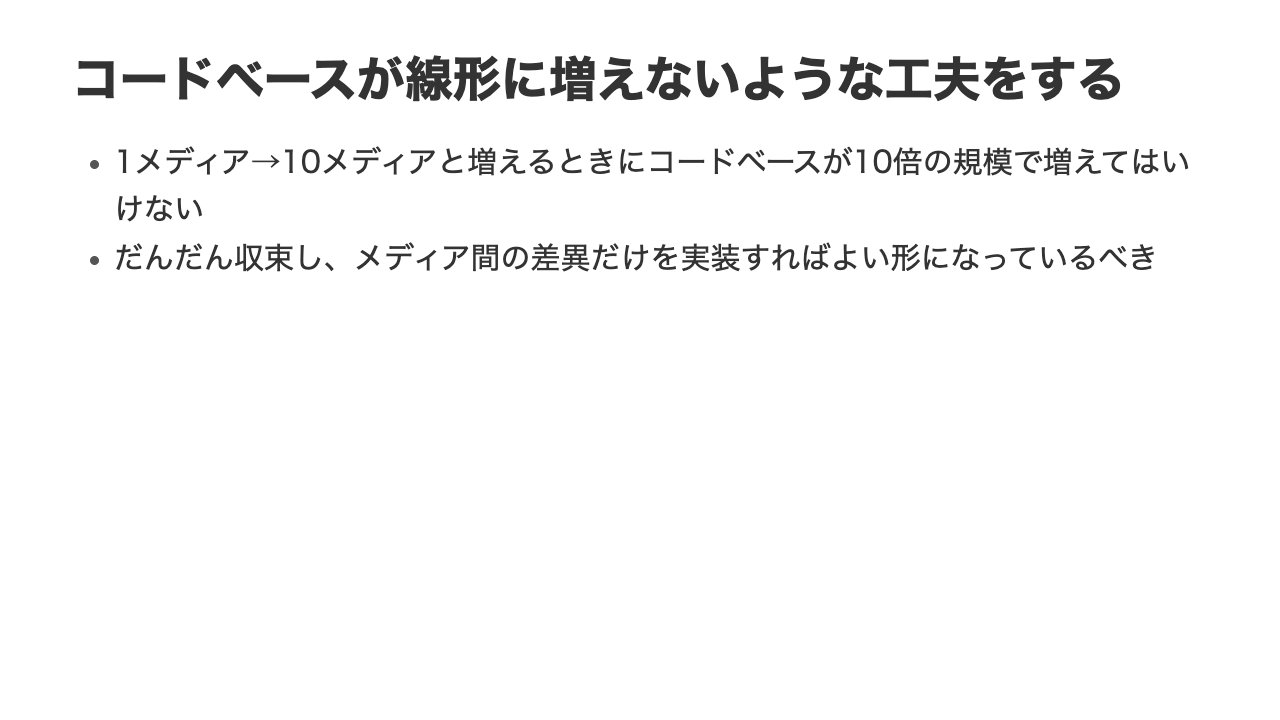 コードベースが線形に増えないような工夫をする
• 1メディア→10メディアと増えるときにコードベースが10倍の規模で増えてはい
けない
• だんだん収束し、メディア間の差異だけを実装すればよい形になっているべき